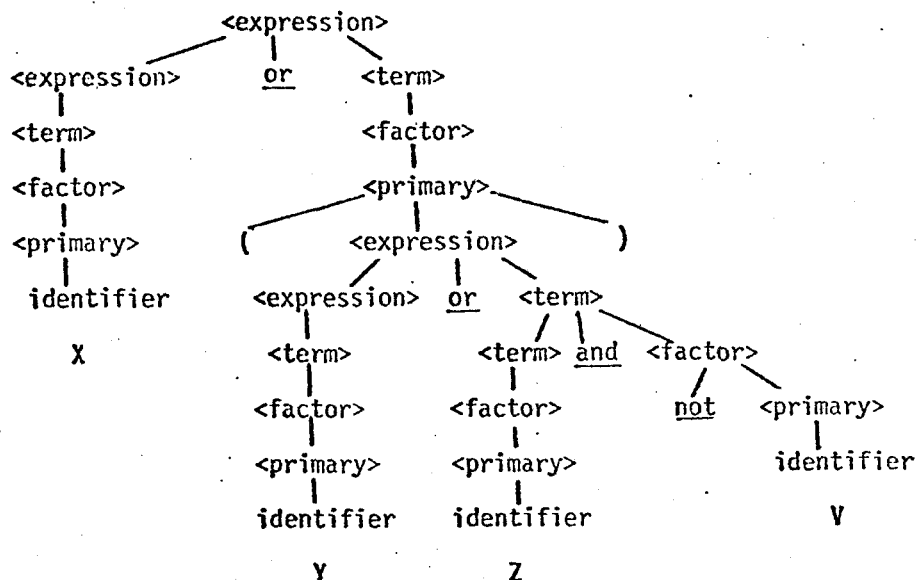 <expression>
<expression> or <term>
<term> <factor>
<factor> <primary>
<primary> ( <expression> )
identifier <expression> or <term>
X <term> <term> and <factor>
<factor> <factor> not <primary>
<primary> <primary> identifier
identifier identifier V
Y Z